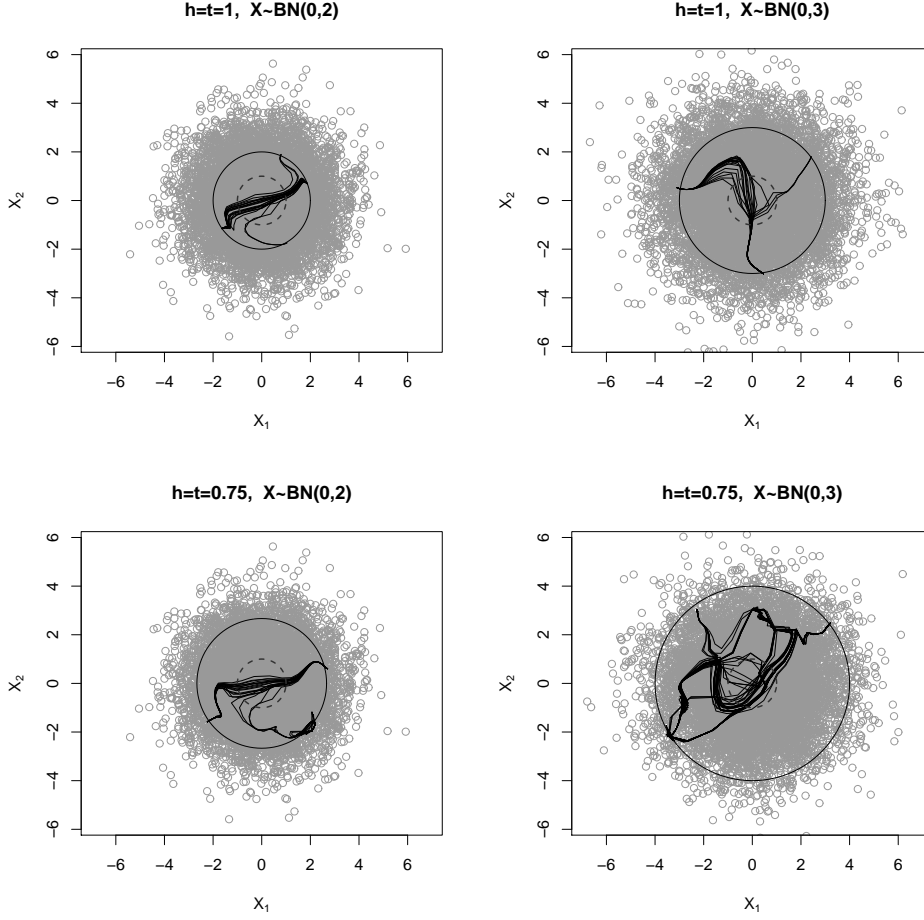 h=t=1, X~BN(0,2)
X₂
6
4
2
0
−2
−4
−6
−6 −4 −2 0 2 4 6
X₁
h=t=1, X~BN(0,3)
X₂
6
4
2
0
−2
−4
−6
−6 −4 −2 0 2 4 6
X₁
h=t=0.75, X~BN(0,2)
X₂
6
4
2
0
−2
−4
−6
−6 −4 −2 0 2 4 6
X₁
h=t=0.75, X~BN(0,3)
X₂
6
4
2
0
−2
−4
−6
−6 −4 −2 0 2 4 6
X₁